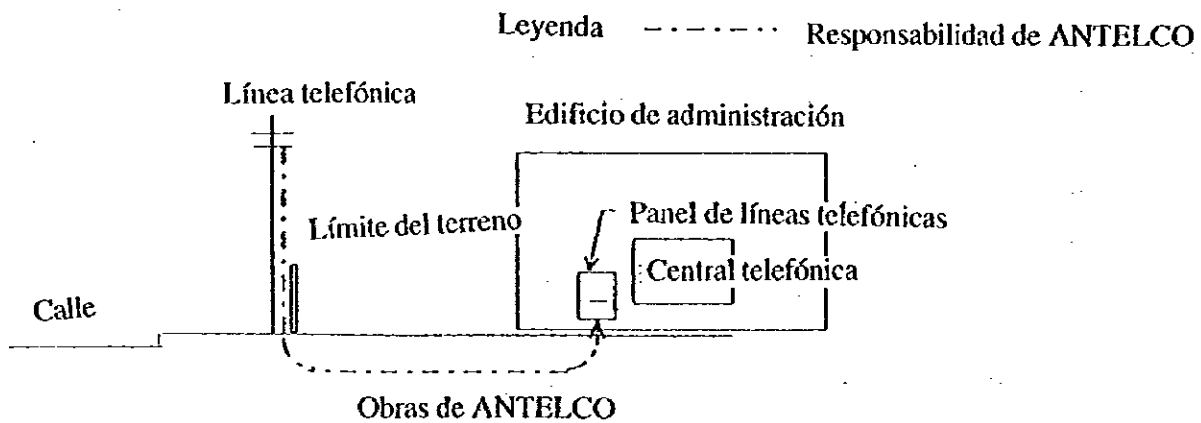 Leyenda Responsabilidad de ANTELCO
Línea telefónica
Edificio de administración
Límite del terreno
Panel de líneas telefónicas
Central telefónica
Calle
Obras de ANTELCO